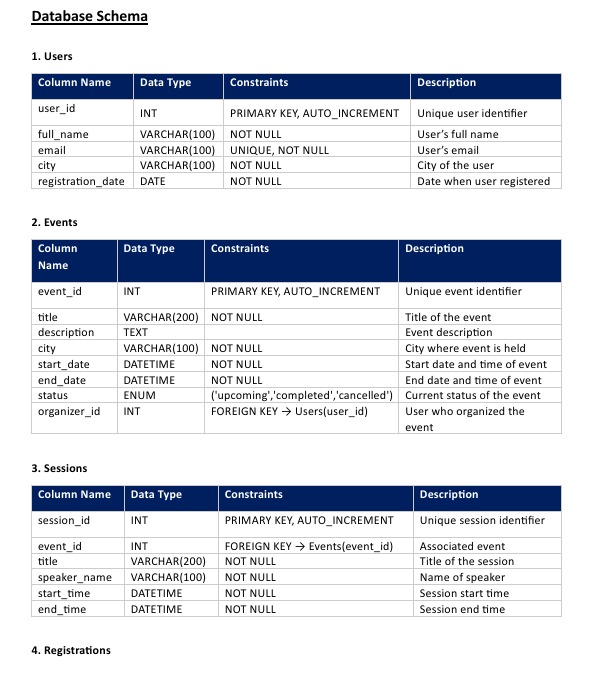 Database Schema
1. Users
Column Name Data Type Constraints Description
user_id INT PRIMARY KEY, AUTO_INCREMENT Unique user identifier
full_name VARCHAR(100) NOT NULL User’s full name
email VARCHAR(100) UNIQUE, NOT NULL User’s email
city VARCHAR(100) NOT NULL City of the user
registration_date DATE NOT NULL Date when user registered
2. Events
Column Data Type Constraints Description
Name
event_id INT PRIMARY KEY, AUTO_INCREMENT Unique event identifier
title VARCHAR(200) NOT NULL Title of the event
description TEXT Event description
city VARCHAR(100) NOT NULL City where event is held
start_date DATETIME NOT NULL Start date and time of event
end_date DATETIME NOT NULL End date and time of event
status ENUM ('upcoming','completed','cancelled') Current status of the event
organizer_id INT FOREIGN KEY → Users(user_id) User who organized the
event
3. Sessions
Column Name Data Type Constraints Description
session_id INT PRIMARY KEY, AUTO_INCREMENT Unique session identifier
event_id INT FOREIGN KEY → Events(event_id) Associated event
title VARCHAR(200) NOT NULL Title of the session
speaker_name VARCHAR(100) NOT NULL Name of speaker
start_time DATETIME NOT NULL Session start time
end_time DATETIME NOT NULL Session end time
4. Registrations